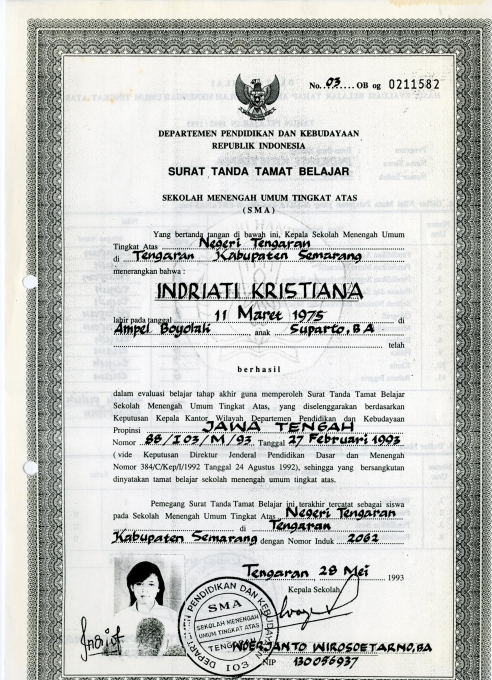 No. 03 .... OB og 0211582
DEPARTEMEN PENDIDIKAN DAN KEBUDAYAAN
REPUBLIK INDONESIA
SURAT TANDA TAMAT BELAJAR
SEKOLAH MENENGAH UMUM TINGKAT ATAS
(SMA)
Yang bertanda tangan di bawah ini, Kepala Sekolah Menengah Umum
Tingkat Atas Negeri Tengaran
di Tengaran Kabupaten Semarang
menerangkan bahwa :
INDRIATI KRISTIANA
lahir pada tanggal 11 Maret 1975 di
Ampel Boyolali anak Suparto, BA
telah
berhasil
dalam evaluasi belajar tahap akhir guna memperoleh Surat Tanda Tamat Belajar
Sekolah Menengah Umum Tingkat Atas, yang diselenggarakan berdasarkan
Keputusan Kepala Kantor Wilayah Departemen Pendidikan dan Kebudayaan
Propinsi JAWA TENGAH
Nomor 88/I03/M/93 Tanggal 27 Februari 1993
( vide Keputusan Direktur Jenderal Pendidikan Dasar dan Menengah
Nomor 384/C/Kep/I/1992 Tanggal 24 Agustus 1992), sehingga yang bersangkutan
dinyatakan tamat belajar sekolah menengah umum tingkat atas.
Pemegang Surat Tanda Tamat Belajar ini terakhir tercatat sebagai siswa
pada Sekolah Menengah Umum Tingkat Atas Negeri Tengaran
di Tengaran
Kabupaten Semarang dengan Nomor Induk 2062
Tengaran, 28 Mei 1993
Kepala Sekolah
DEPARTEMEN PENDIDIKAN DAN KEBUDAYAAN
SMA
SEKOLAH MENENGAH
UMUM TINGKAT ATAS
TENGARAN
I03
NOERJANTO WIROSOETARNO, BA
NIP 130056937